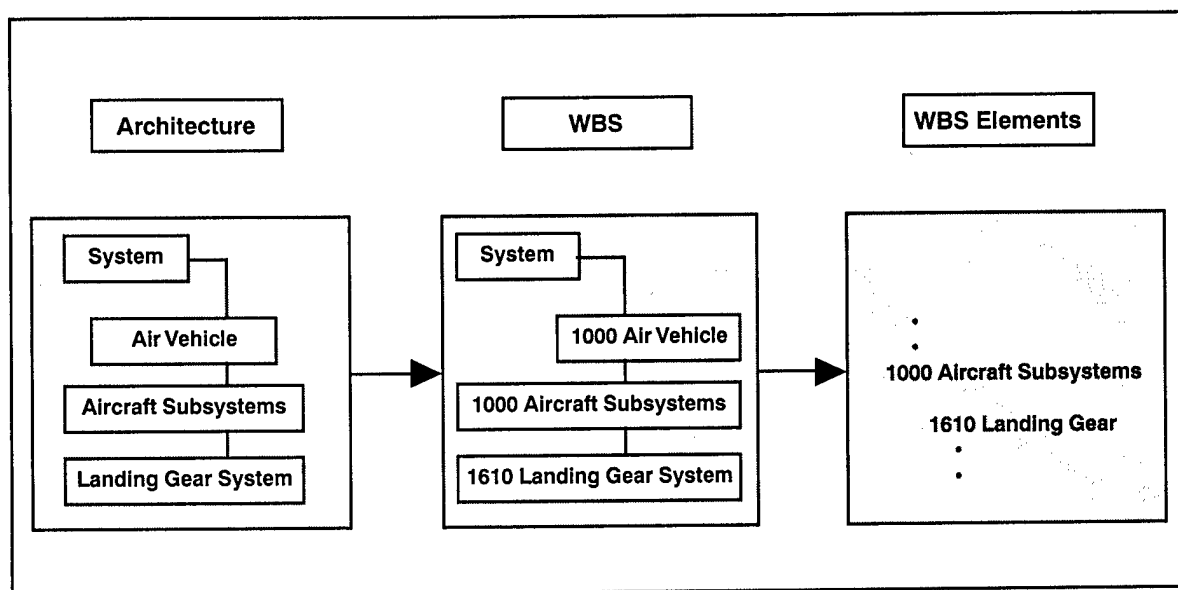 Architecture
WBS
WBS Elements
System
Air Vehicle
Aircraft Subsystems
Landing Gear System
System
1000 Air Vehicle
1000 Aircraft Subsystems
1610 Landing Gear System
1000 Aircraft Subsystems
1610 Landing Gear